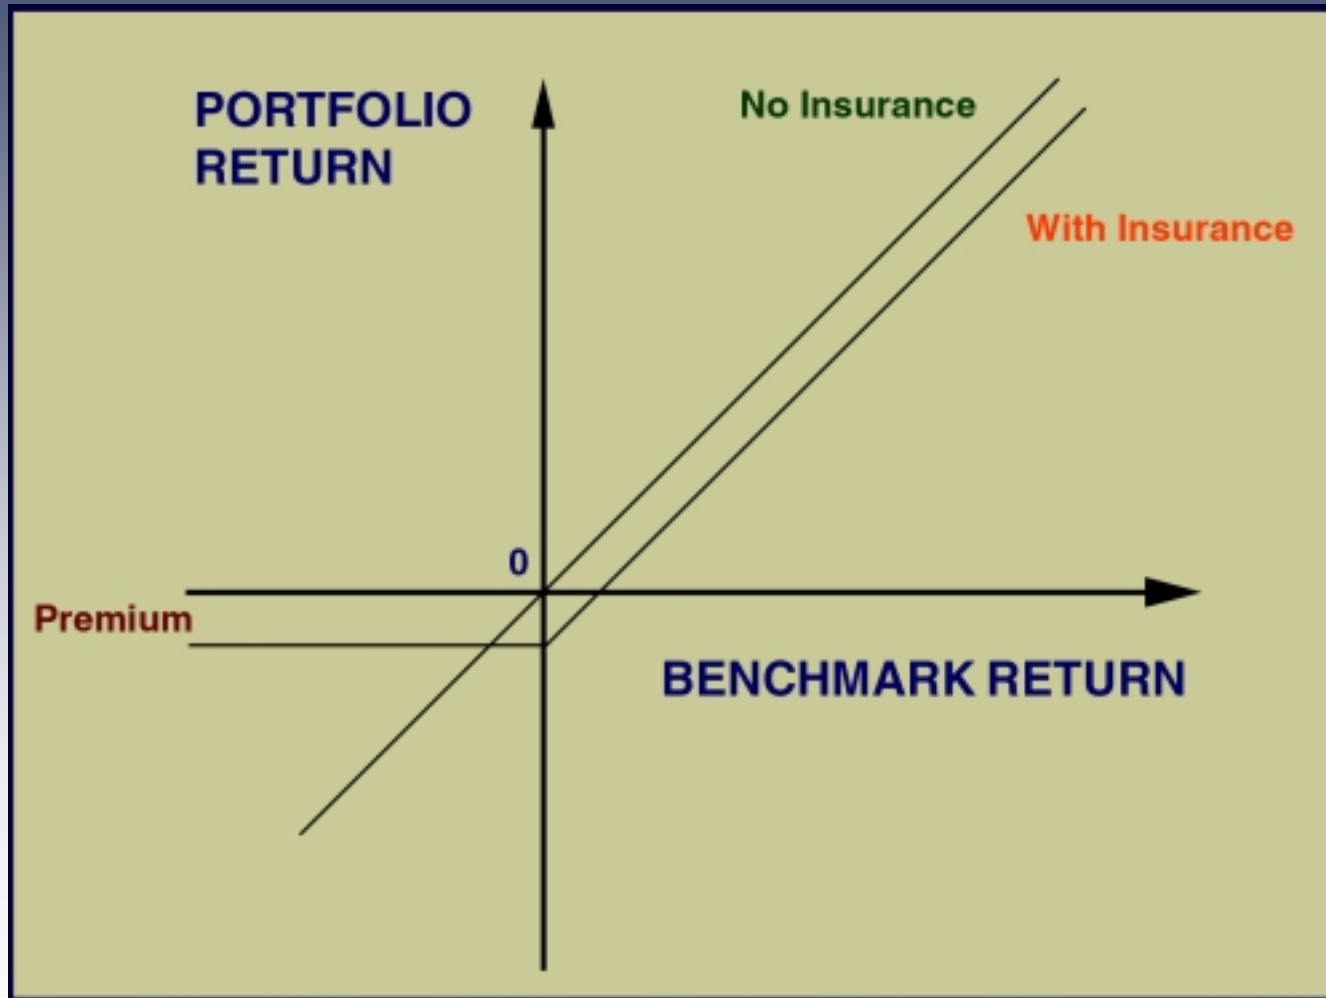 PORTFOLIO
RETURN
No Insurance
With Insurance
0
Premium
BENCHMARK RETURN